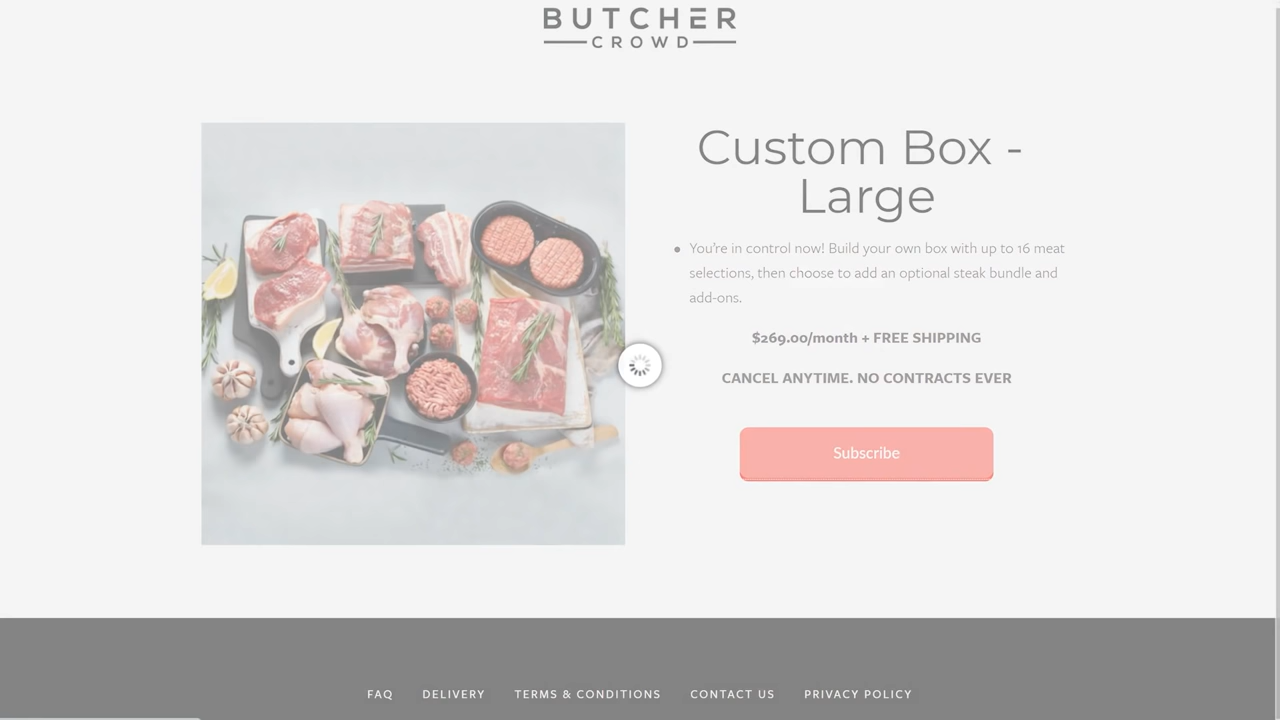 BUTCHER
CROWD
Custom Box -
Large
You're in control now! Build your own box with up to 16 meat
selections, then choose to add an optional steak bundle and
add-ons.
$269.00/month + FREE SHIPPING
CANCEL ANYTIME. NO CONTRACTS EVER
Subscribe
FAQ DELIVERY TERMS & CONDITIONS CONTACT US PRIVACY POLICY